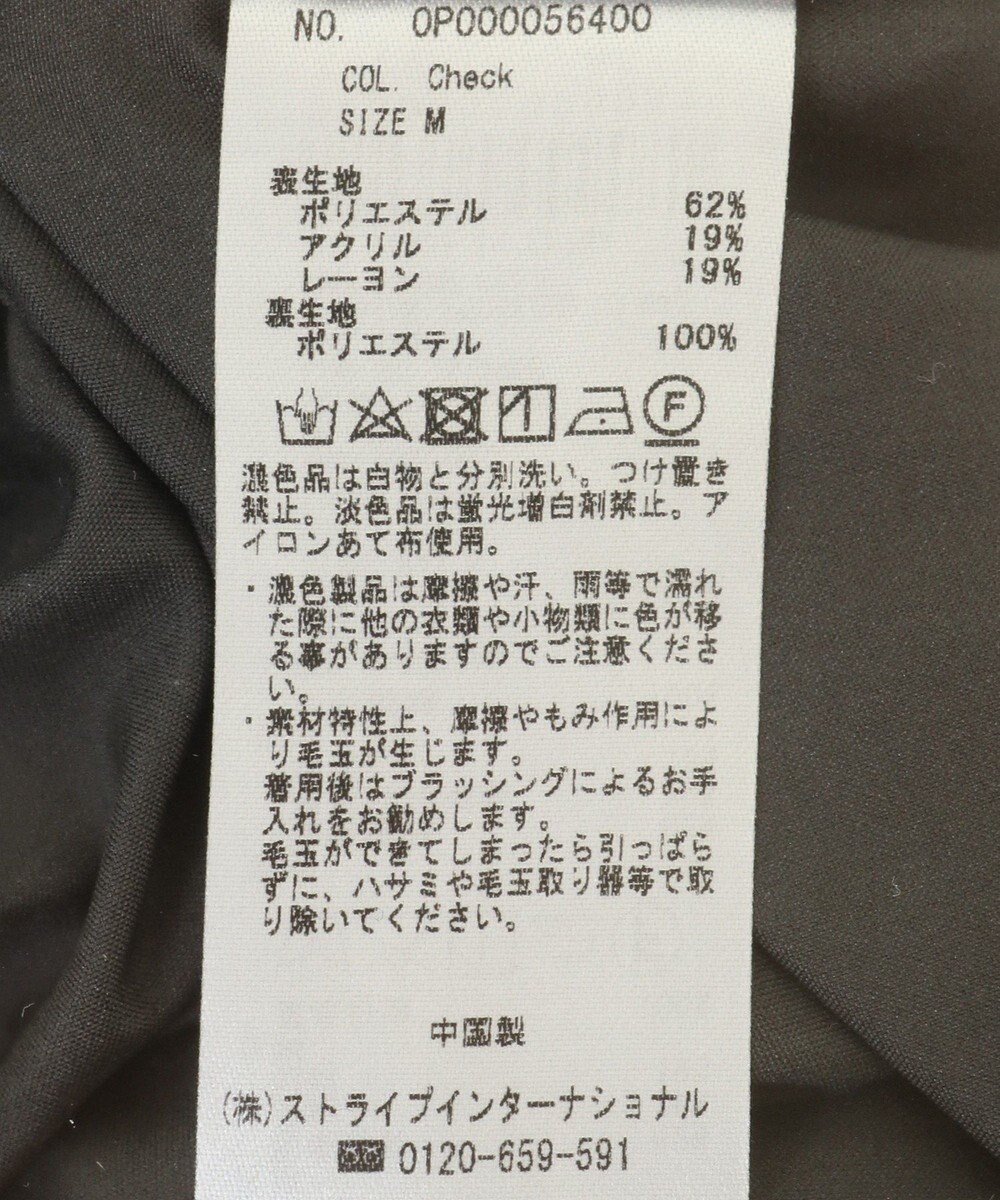 NO. 0P000056400
COL. Check
SIZE M
表生地
ポリエステル 62%
アクリル 19%
レーヨン 19%
裏生地
ポリエステル 100%
濃色品は白物と分別洗い。つけ置き
禁止。淡色品は蛍光増白剤禁止。ア
イロンあて布使用。
・濃色製品は摩擦や汗、雨等で濡れ
た際に他の衣類や小物類に色が移
る事がありますのでご注意くださ
い。
・素材特性上、摩擦やもみ作用によ
り毛玉が生じます。
着用後はブラッシングによるお手
入れをお勧めします。
毛玉ができてしまったら引っぱら
ずに、ハサミや毛玉取り器等で取
り除いてください。
中国製
(株)ストライプインターナショナル
0120-659-591